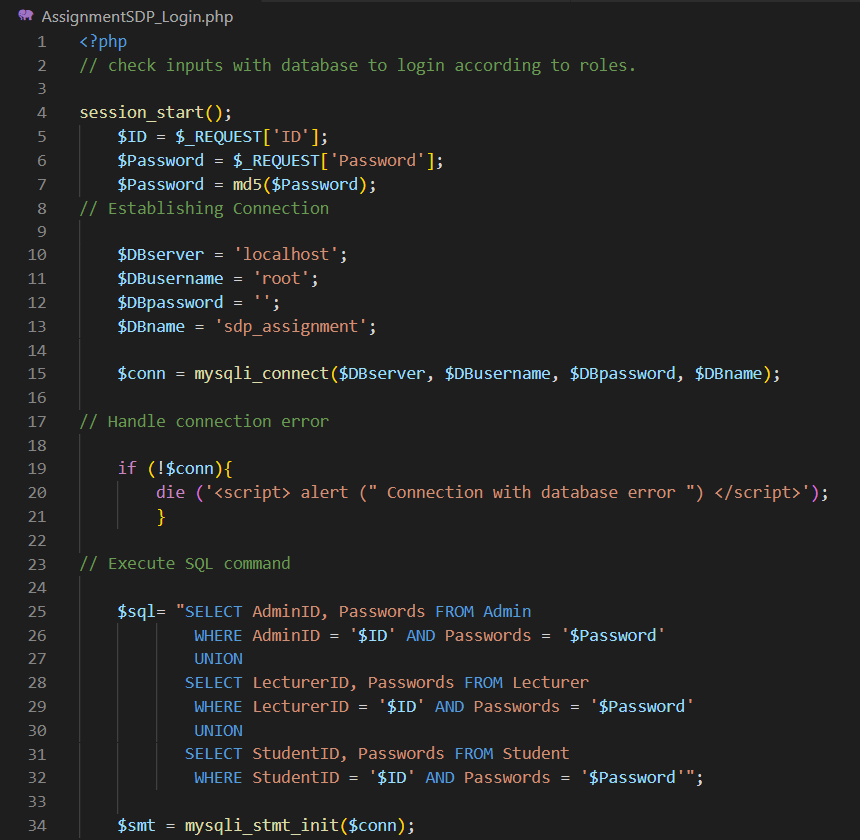 AssignmentSDP_Login.php
1 <?php
2 // check inputs with database to login according to roles.
3
4 session_start();
5 $ID = $_REQUEST['ID'];
6 $Password = $_REQUEST['Password'];
7 $Password = md5($Password);
8 // Establishing Connection
9
10 $DBserver = 'localhost';
11 $DBusername = 'root';
12 $DBpassword = '';
13 $DBname = 'sdp_assignment';
14
15 $conn = mysqli_connect($DBserver, $DBusername, $DBpassword, $DBname);
16
17 // Handle connection error
18
19 if (!$conn){
20 die ('<script> alert (" Connection with database error ") </script>');
21 }
22
23 // Execute SQL command
24
25 $sql= "SELECT AdminID, Passwords FROM Admin
26 WHERE AdminID = '$ID' AND Passwords = '$Password'
27 UNION
28 SELECT LecturerID, Passwords FROM Lecturer
29 WHERE LecturerID = '$ID' AND Passwords = '$Password'
30 UNION
31 SELECT StudentID, Passwords FROM Student
32 WHERE StudentID = '$ID' AND Passwords = '$Password'";
33
34 $smt = mysqli_stmt_init($conn);